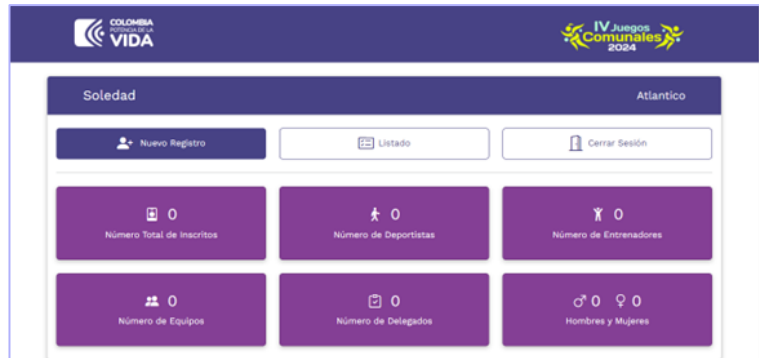 COLOMBIA
POTENCIA DE LA
VIDA
IV Juegos
Comunales
2024
Soledad
Atlantico
Nuevo Registro
Listado
Cerrar Sesión
0
Número Total de Inscritos
0
Número de Deportistas
0
Número de Entrenadores
0
Número de Equipos
0
Número de Delegados
0 0
Hombres y Mujeres